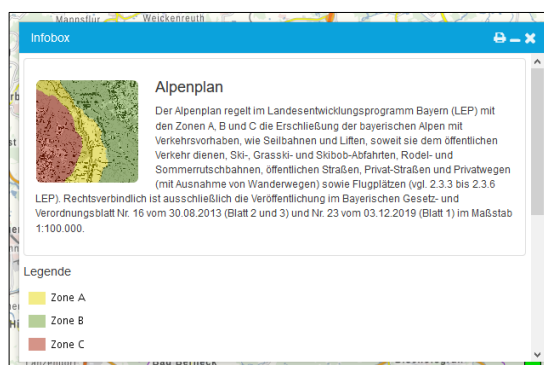 Mannsflur
Weickenreuth
Infobox
Alpenplan
Der Alpenplan regelt im Landesentwicklungsprogramm Bayern (LEP) mit
den Zonen A, B und C die Erschließung der bayerischen Alpen mit
Verkehrsvorhaben, wie Seilbahnen und Liften, soweit sie dem öffentlichen
Verkehr dienen, Ski-, Grasski- und Skibob-Abfahrten, Rodel- und
Sommerrutschbahnen, öffentlichen Straßen, Privat-Straßen und Privatwegen
(mit Ausnahme von Wanderwegen) sowie Flugplätzen (vgl. 2.3.3 bis 2.3.6
LEP). Rechtsverbindlich ist ausschließlich die Veröffentlichung im Bayerischen Gesetz- und
Verordnungsblatt Nr. 16 vom 30.08.2013 (Blatt 2 und 3) und Nr. 23 vom 03.12.2019 (Blatt 1) im Maßstab
1:100.000.
Legende
Zone A
Zone B
Zone C